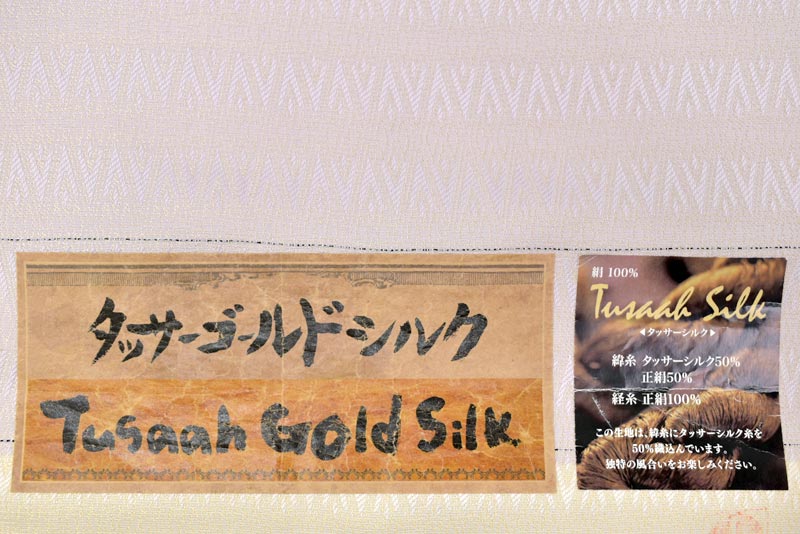 タッサーゴールドシルク
Tusaah Gold Silk
絹 100%
Tusaah Silk
◀タッサーシルク▶
緯糸 タッサーシルク50%
正絹50%
経糸 正絹100%
この生地は、緯糸にタッサーシルク糸を
50%織込んでいます。
独特の風合いをお楽しみください。